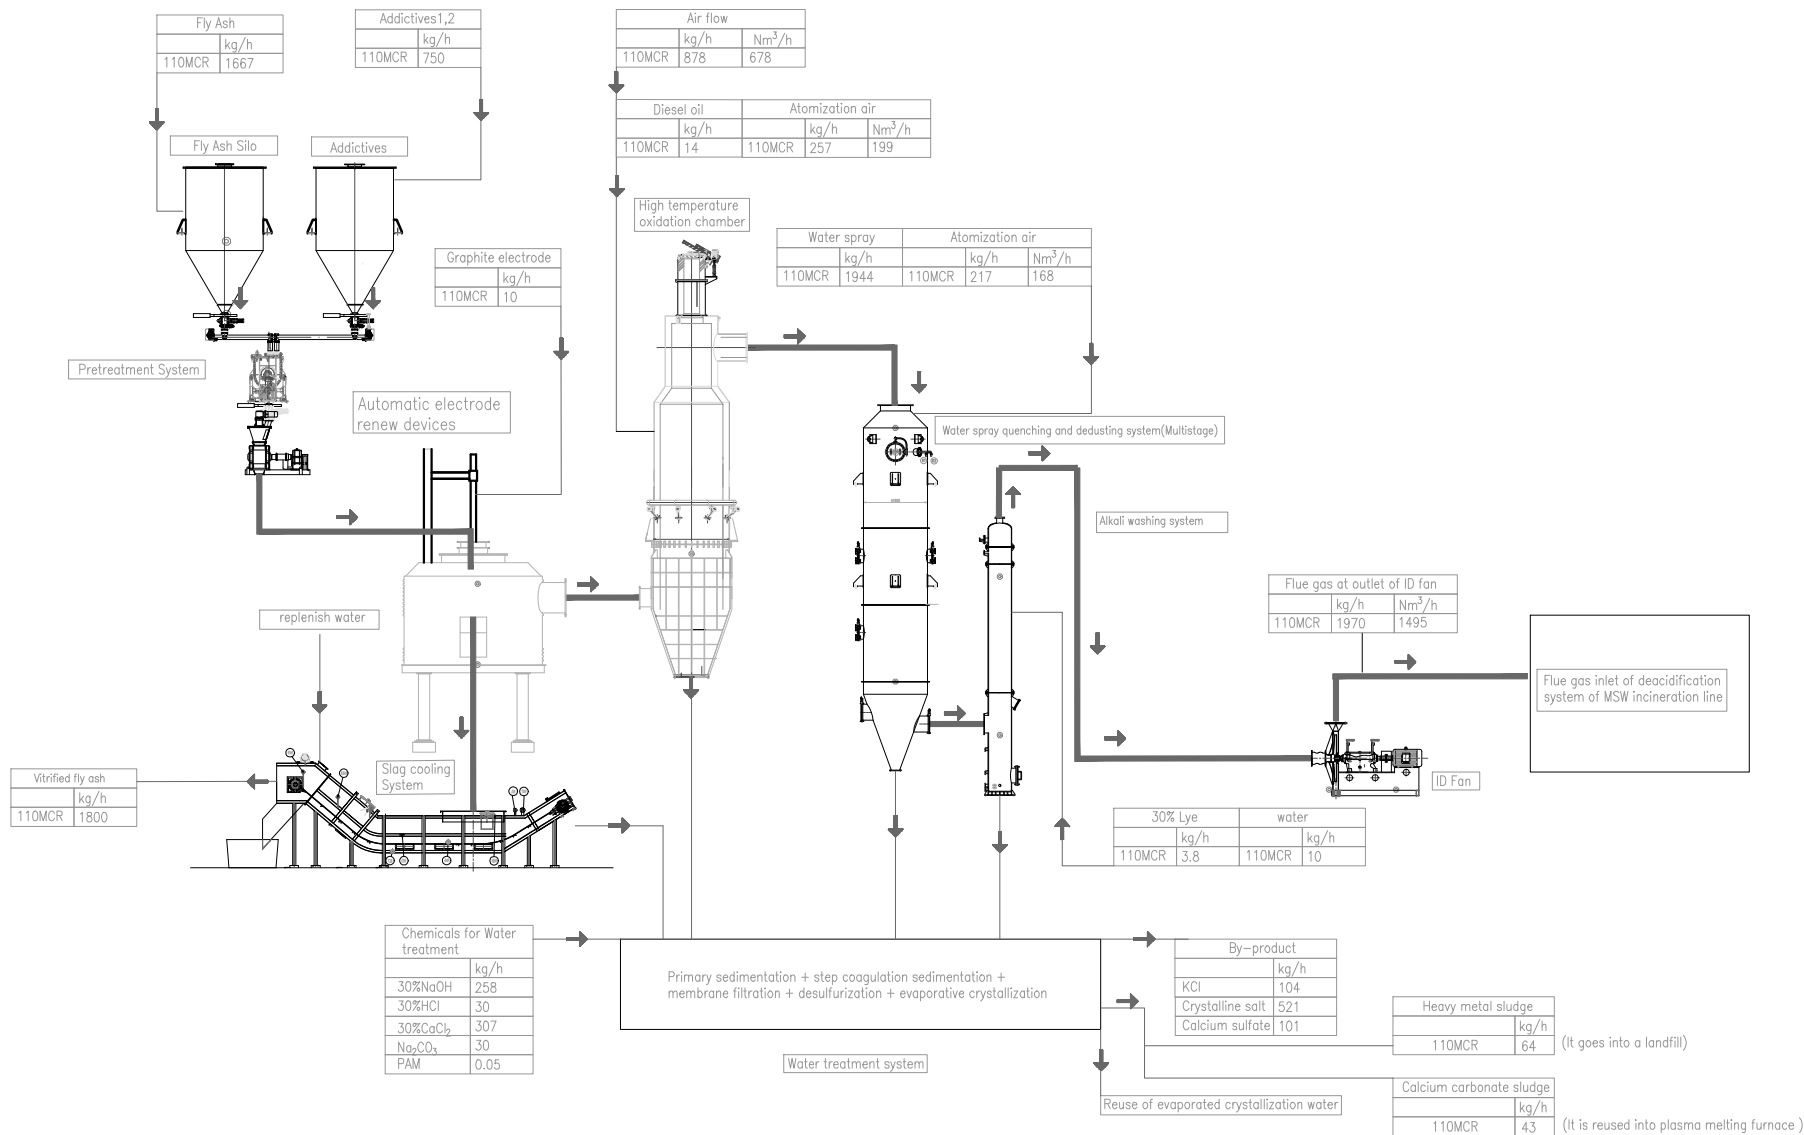 Fly Ash
kg/h
110MCR 1667
Addictives1,2
kg/h
110MCR 750
Air flow
kg/h Nm³/h
110MCR 878 678
Diesel oil Atomization air
kg/h kg/h Nm³/h
110MCR 14 110MCR 257 199
Fly Ash Silo
Addictives
High temperature
oxidation chamber
Water spray Atomization air
kg/h kg/h Nm³/h
110MCR 1944 110MCR 217 168
Graphite electrode
kg/h
110MCR 10
Pretreatment System
Automatic electrode
renew devices
Water spray quenching and dedusting system(Multistage)
Alkali washing system
Flue gas at outlet of ID fan
kg/h Nm³/h
110MCR 1970 1495
replenish water
Flue gas inlet of deacidification
system of MSW incineration line
Vitrified fly ash
kg/h
110MCR 1800
Slag cooling
System
ID Fan
30% Lye water
kg/h kg/h
110MCR 3.8 110MCR 10
Chemicals for Water
treatment
kg/h
30%NaOH 258
30%HCl 30
30%CaCl₂ 307
Na₂CO₃ 30
PAM 0.05
Primary sedimentation + step coagulation sedimentation +
membrane filtration + desulfurization + evaporative crystallization
By-product
kg/h
KCl 104
Crystalline salt 521
Calcium sulfate 101
Heavy metal sludge
kg/h
110MCR 64 (It goes into a landfill)
Water treatment system
Reuse of evaporated crystallization water
Calcium carbonate sludge
kg/h
110MCR 43 (It is reused into plasma melting furnace )